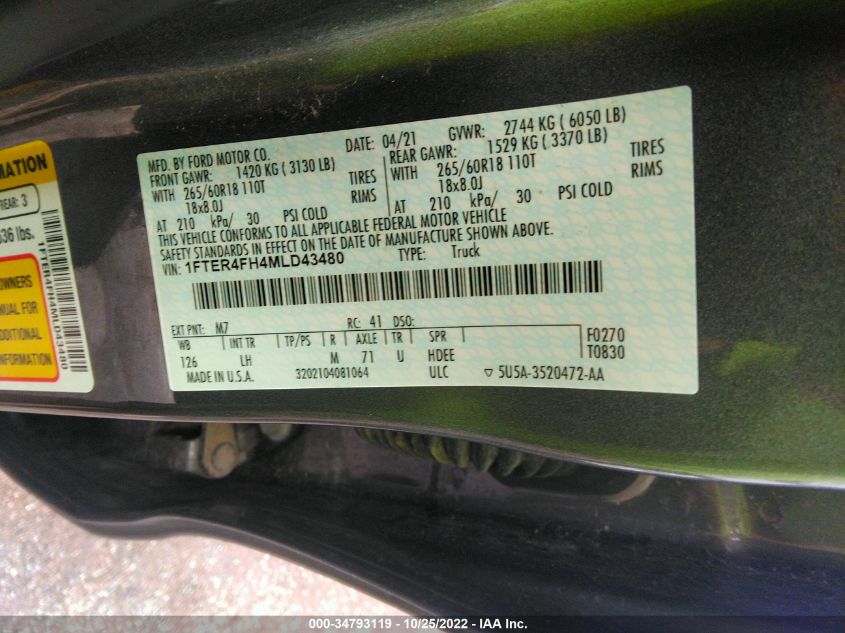 MATION
REAR: 3
536 lbs.
OWNERS
ANUAL FOR
DDITIONAL
ORMATION
1FTER4FH4MLD43480
MFD. BY FORD MOTOR CO. DATE: 04/21 GVWR: 2744 KG ( 6050 LB)
FRONT GAWR: 1420 KG ( 3130 LB) REAR GAWR: 1529 KG ( 3370 LB)
WITH 265/60R18 110T TIRES WITH 265/60R18 110T TIRES
18x8.0J RIMS 18x8.0J RIMS
AT 210 kPa/ 30 PSI COLD AT 210 kPa/ 30 PSI COLD
THIS VEHICLE CONFORMS TO ALL APPLICABLE FEDERAL MOTOR VEHICLE
SAFETY STANDARDS IN EFFECT ON THE DATE OF MANUFACTURE SHOWN ABOVE.
VIN: 1FTER4FH4MLD43480 TYPE: Truck
EXT PNT: M7 RC: 41 DSO:
WB INT TR TP/PS R AXLE TR SPR F0270
126 LH M 71 U HDEE T0830
MADE IN U.S.A. 3202104081064 ULC ▽ 5U5A-3520472-AA
000-34793119 - 10/25/2022 - IAA Inc.